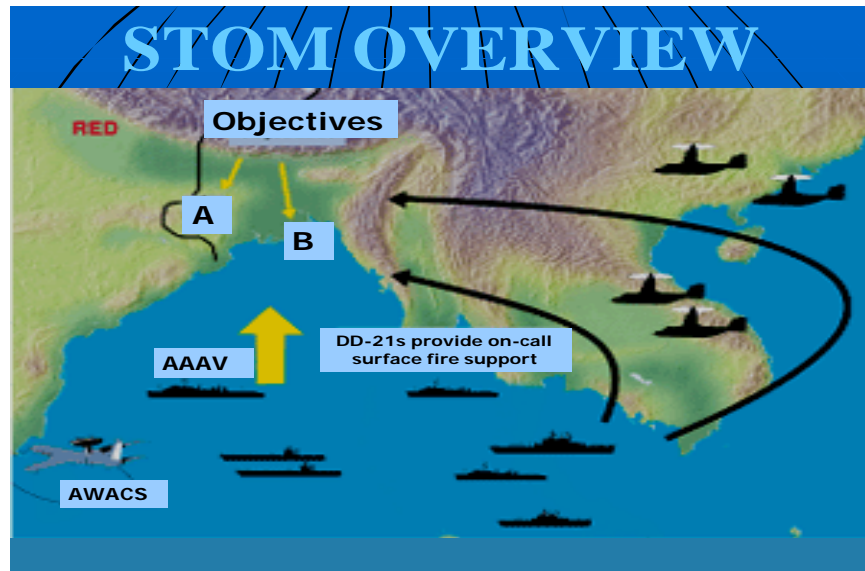 STOM OVERVIEW
RED
Objectives
A
B
AAAV
DD-21s provide on-call
surface fire support
AWACS